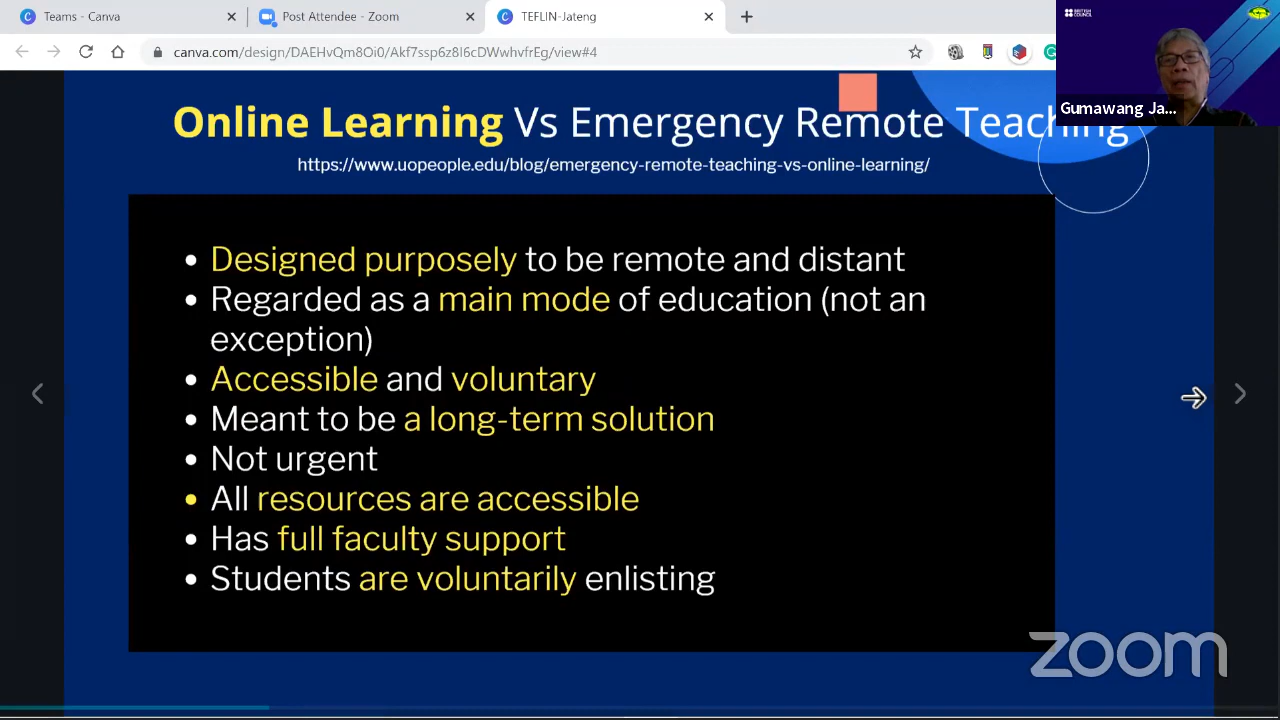 Teams - Canva
Post Attendee - Zoom
TEFLIN-Jateng
canva.com/design/DAEHvQm8Oi0/Akf7ssp6z8I6cDWwhvfrEg/view#4
BRITISH COUNCIL
Gumawang Ja...
Online Learning Vs Emergency Remote Teaching
https://www.uopeople.edu/blog/emergency-remote-teaching-vs-online-learning/
• Designed purposely to be remote and distant
• Regarded as a main mode of education (not an
exception)
• Accessible and voluntary
• Meant to be a long-term solution
• Not urgent
• All resources are accessible
• Has full faculty support
• Students are voluntarily enlisting
zoom